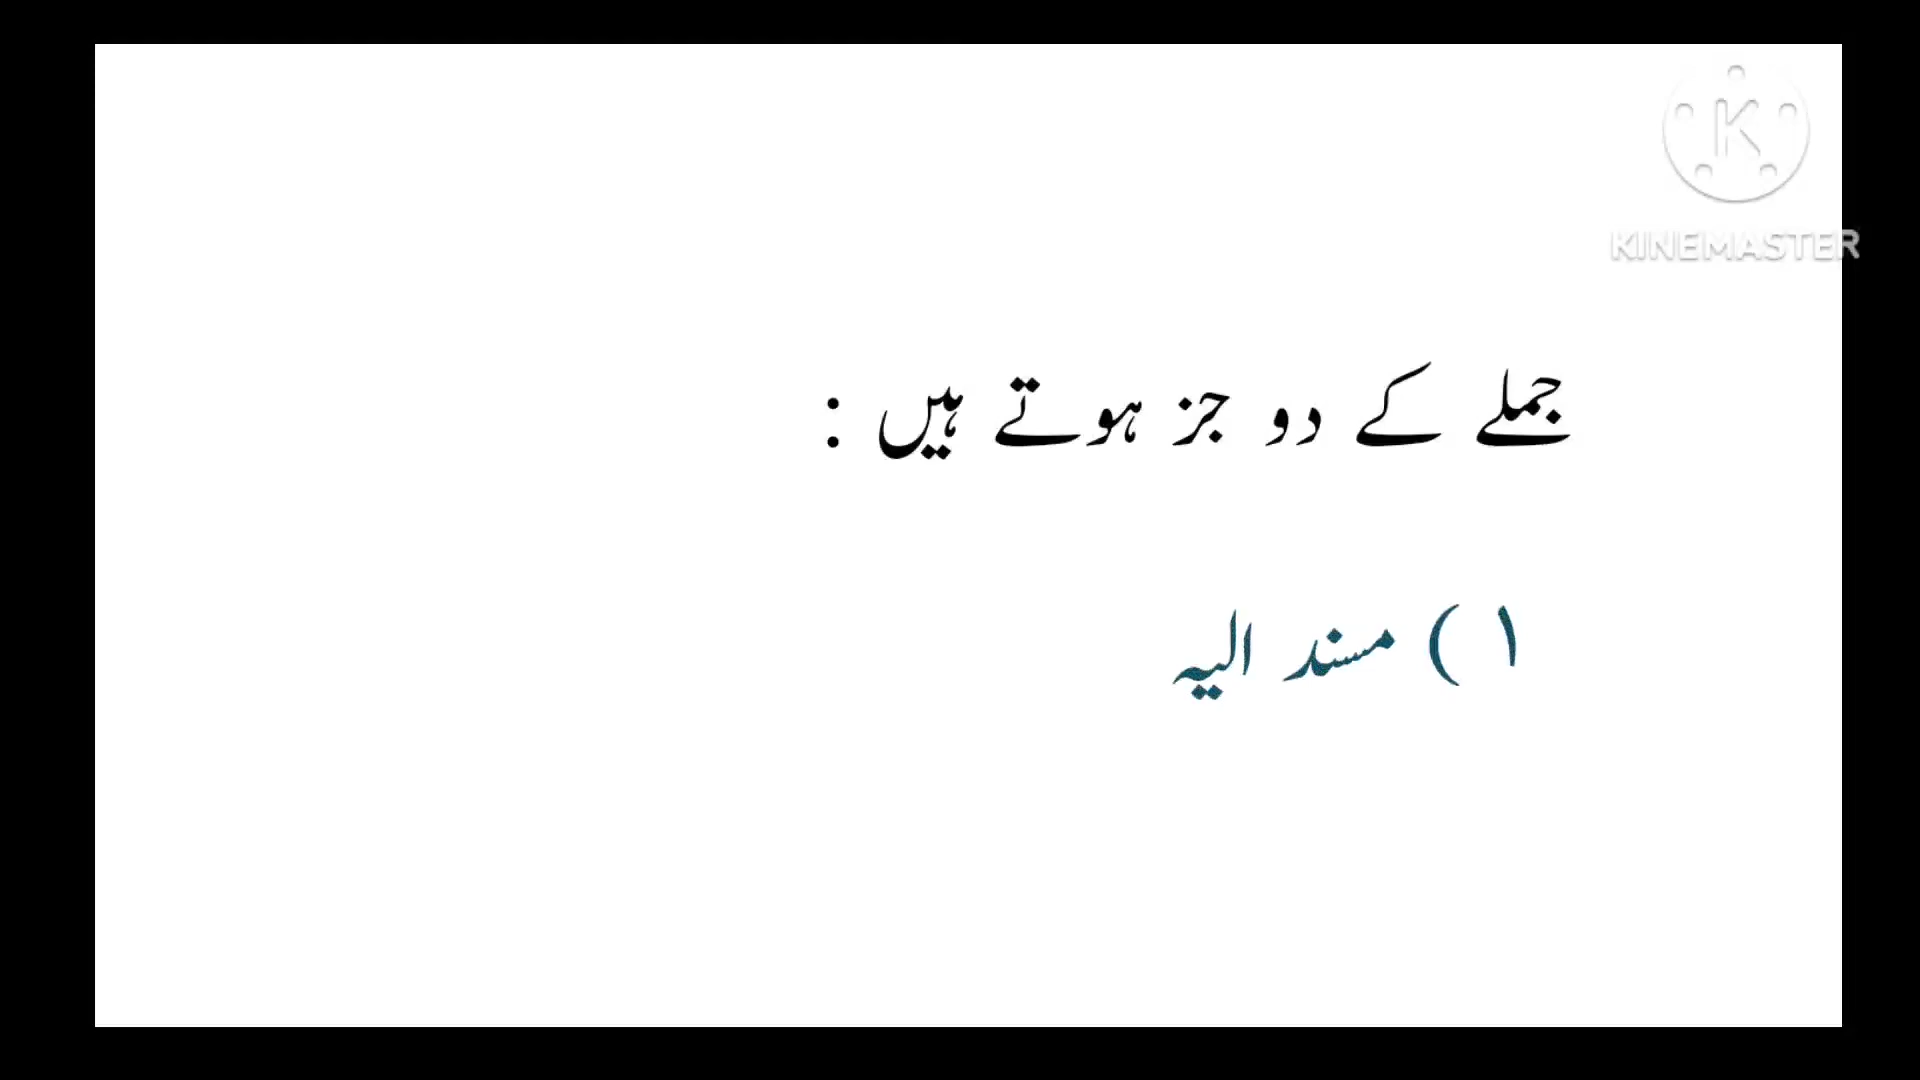 KINEMASTER
جملے کے دو جز ہوتے ہیں :
۱ ) مسند الیہ